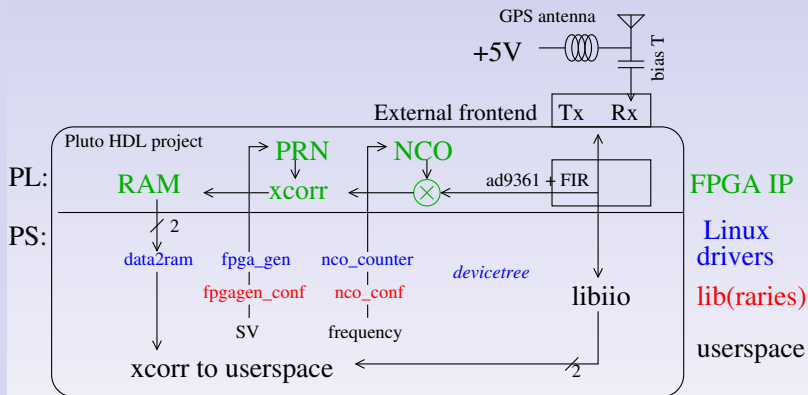 GPS antenna
+5V
bias T
External frontend
Tx Rx
Pluto HDL project
PRN
NCO
PL:
RAM
xcorr
ad9361 + FIR
FPGA IP
PS:
2
Linux
drivers
data2ram
fpga_gen
nco_counter
devicetree
fpgagen_conf
nco_conf
libiio
lib(raries)
SV
frequency
userspace
xcorr to userspace
2